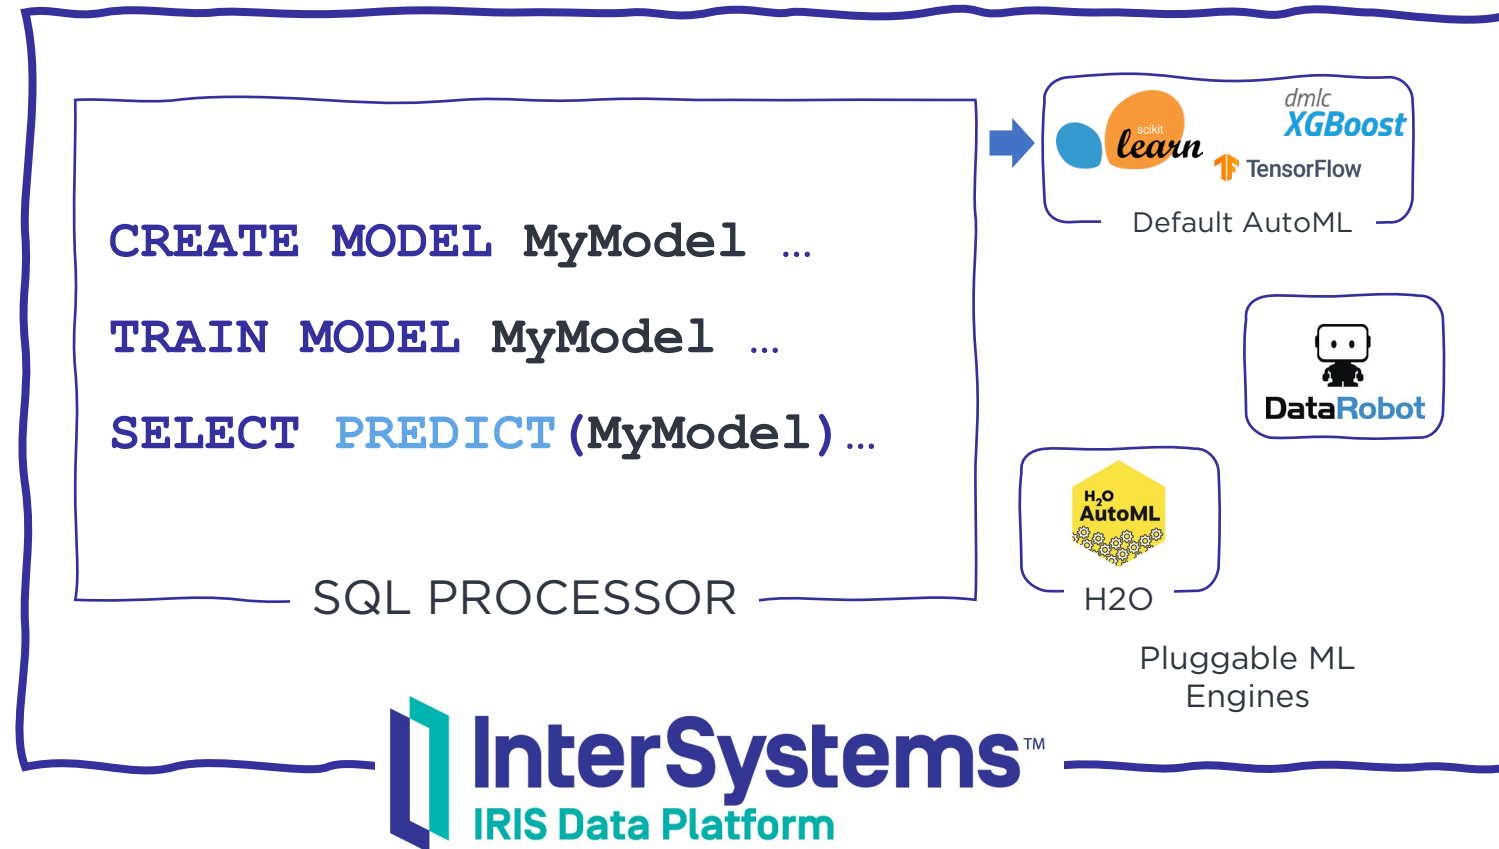 CREATE MODEL MyModel …
TRAIN MODEL MyModel …
SELECT PREDICT(MyModel)…
SQL PROCESSOR
scikit
learn
dmlc
XGBoost
TensorFlow
Default AutoML
DataRobot
H2O
AutoML
H2O
Pluggable ML
Engines
InterSystems™
IRIS Data Platform